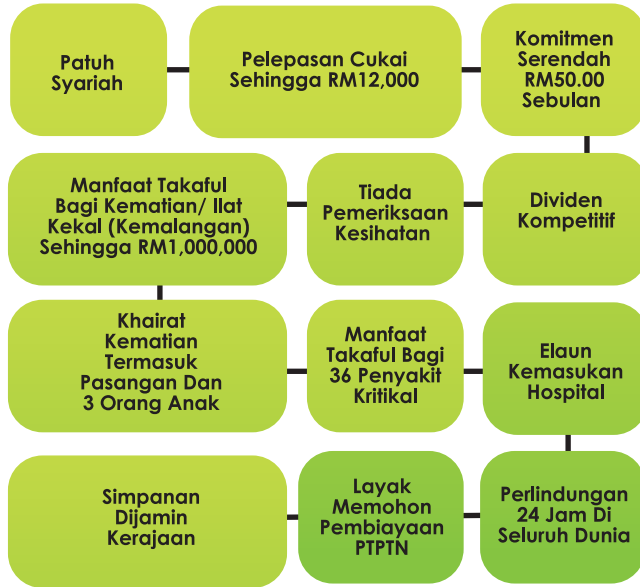 Patuh
Syariah
Pelepasan Cukai
Sehingga RM12,000
Komitmen
Serendah
RM50.00
Sebulan
Dividen
Kompetitif
Tiada
Pemeriksaan
Kesihatan
Manfaat Takaful
Bagi Kematian/ Ilat
Kekal (Kemalangan)
Sehingga RM1,000,000
Khairat
Kematian
Termasuk
Pasangan Dan
3 Orang Anak
Manfaat
Takaful Bagi
36 Penyakit
Kritikal
Elaun
Kemasukan
Hospital
Perlindungan
24 Jam Di
Seluruh Dunia
Layak
Memohon
Pembiayaan
PTPTN
Simpanan
Dijamin
Kerajaan